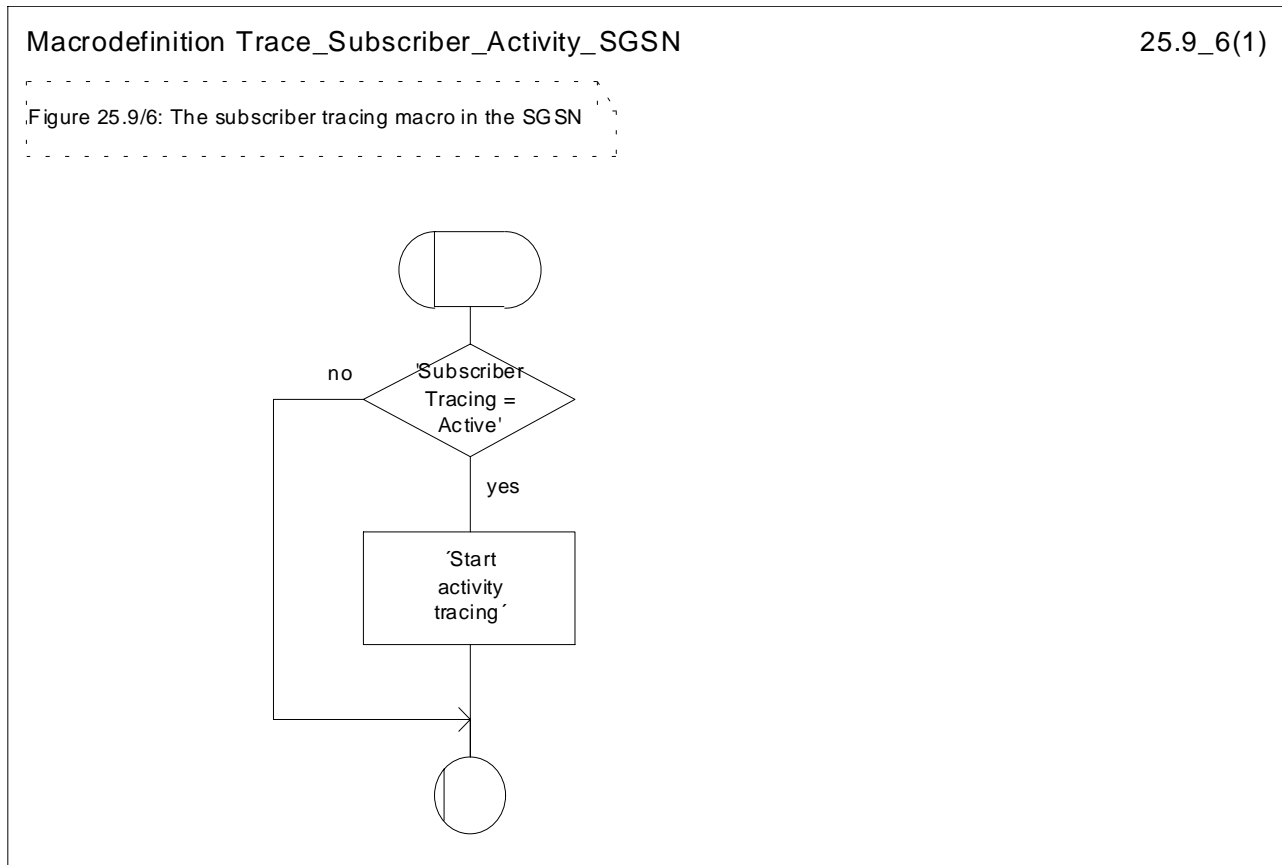 Macrodefinition Trace_Subscriber_Activity_SGSN
25.9_6(1)
Figure 25.9/6: The subscriber tracing macro in the SGSN
no
'Subscriber
Tracing =
Active'
yes
´Start
activity
tracing´